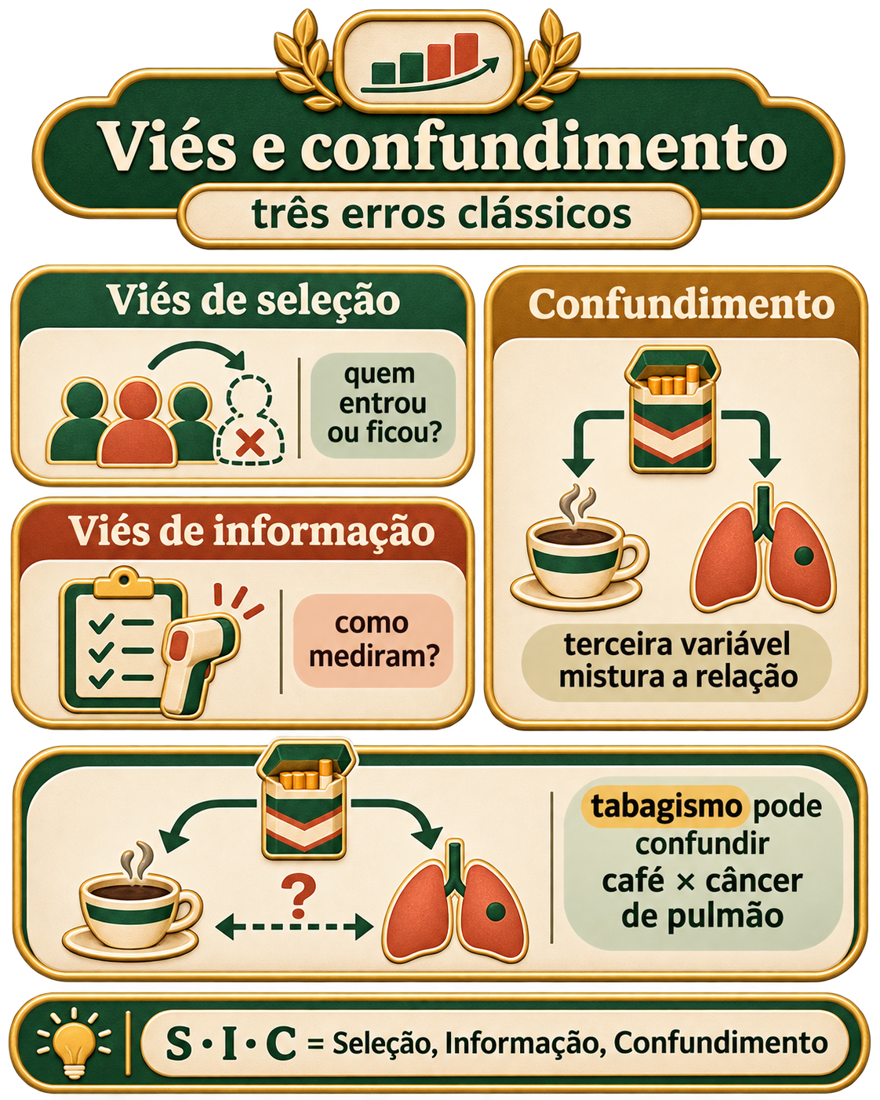 Viés e confundimento
três erros clássicos
Viés de seleção
quem
entrou
ou ficou?
Viés de informação
como
mediram?
Confundimento
terceira variável
mistura a relação
?
tabagismo pode
confundir
café × câncer
de pulmão
S·I·C = Seleção, Informação, Confundimento